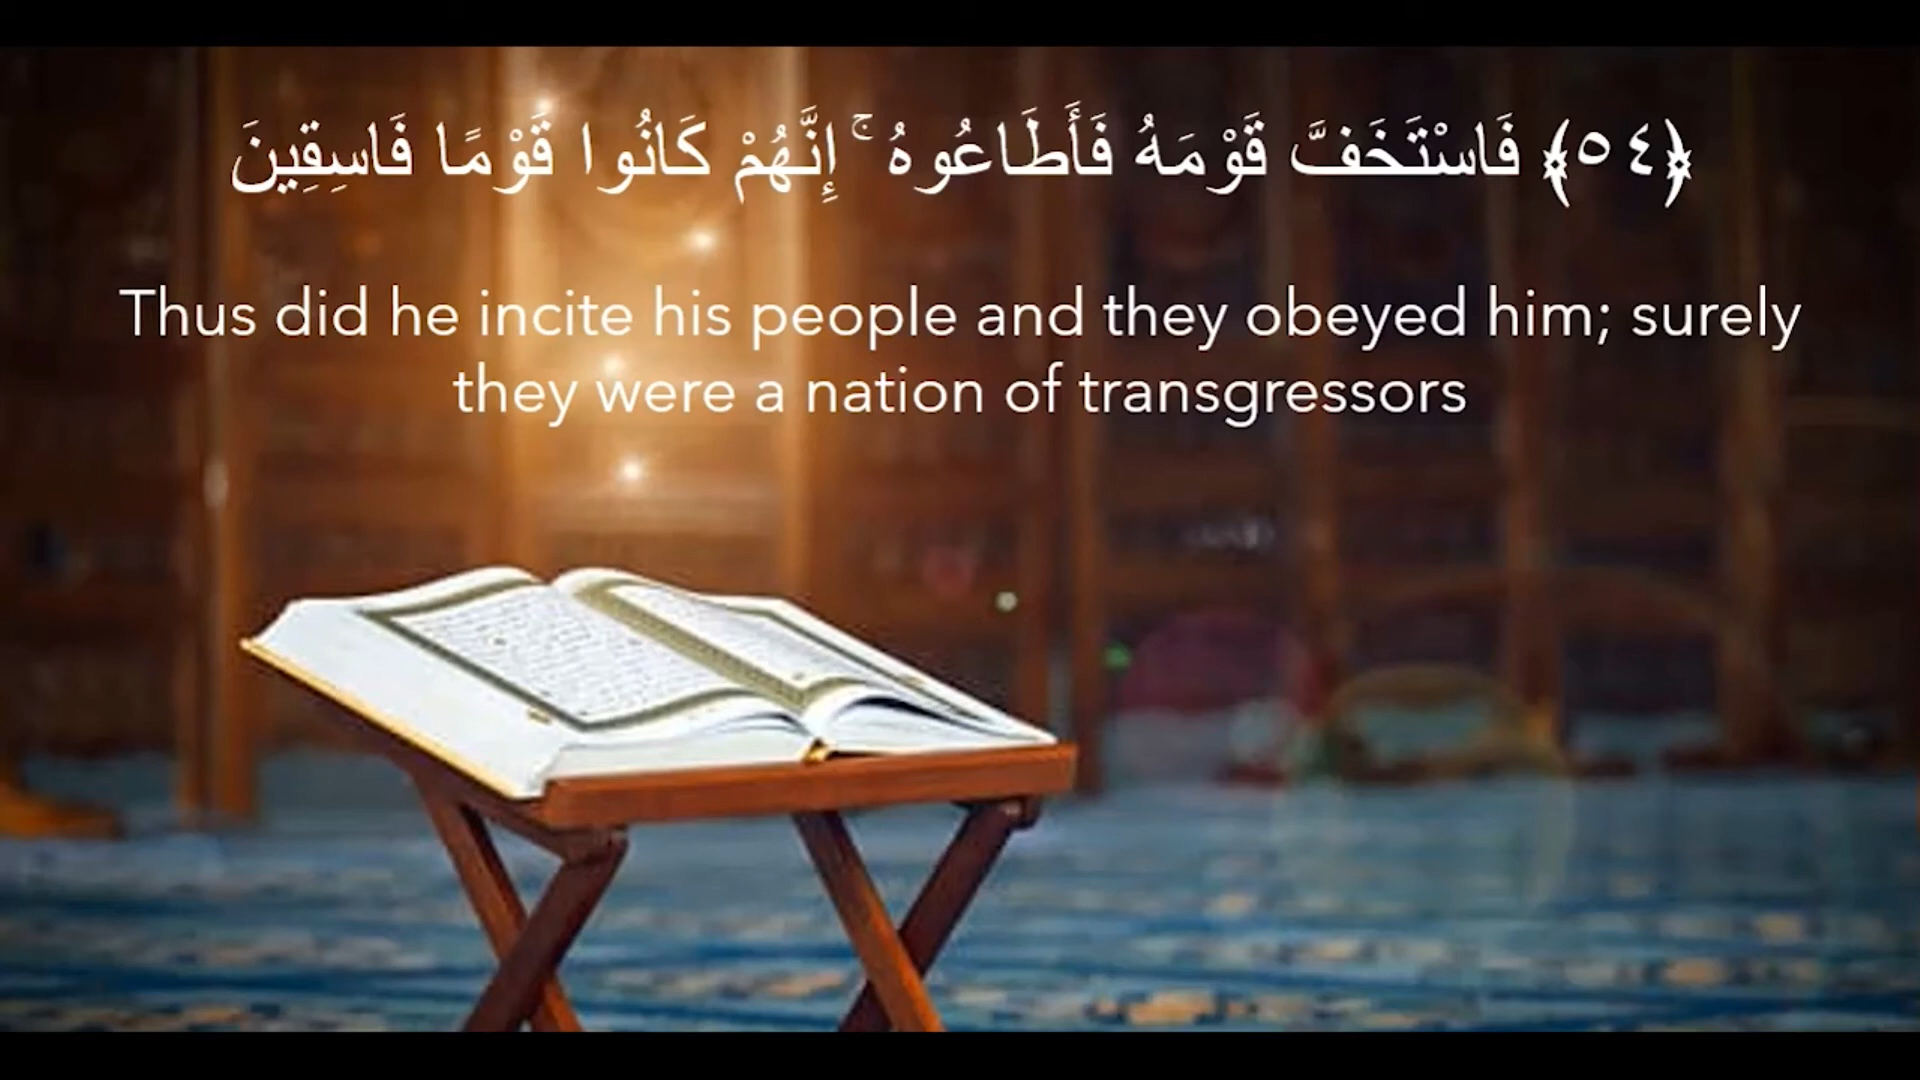 ﴿٥٤﴾ فَاسْتَخَفَّ قَوْمَهُ فَأَطَاعُوهُ ۚ إِنَّهُمْ كَانُوا قَوْمًا فَاسِقِينَ
Thus did he incite his people and they obeyed him; surely
they were a nation of transgressors